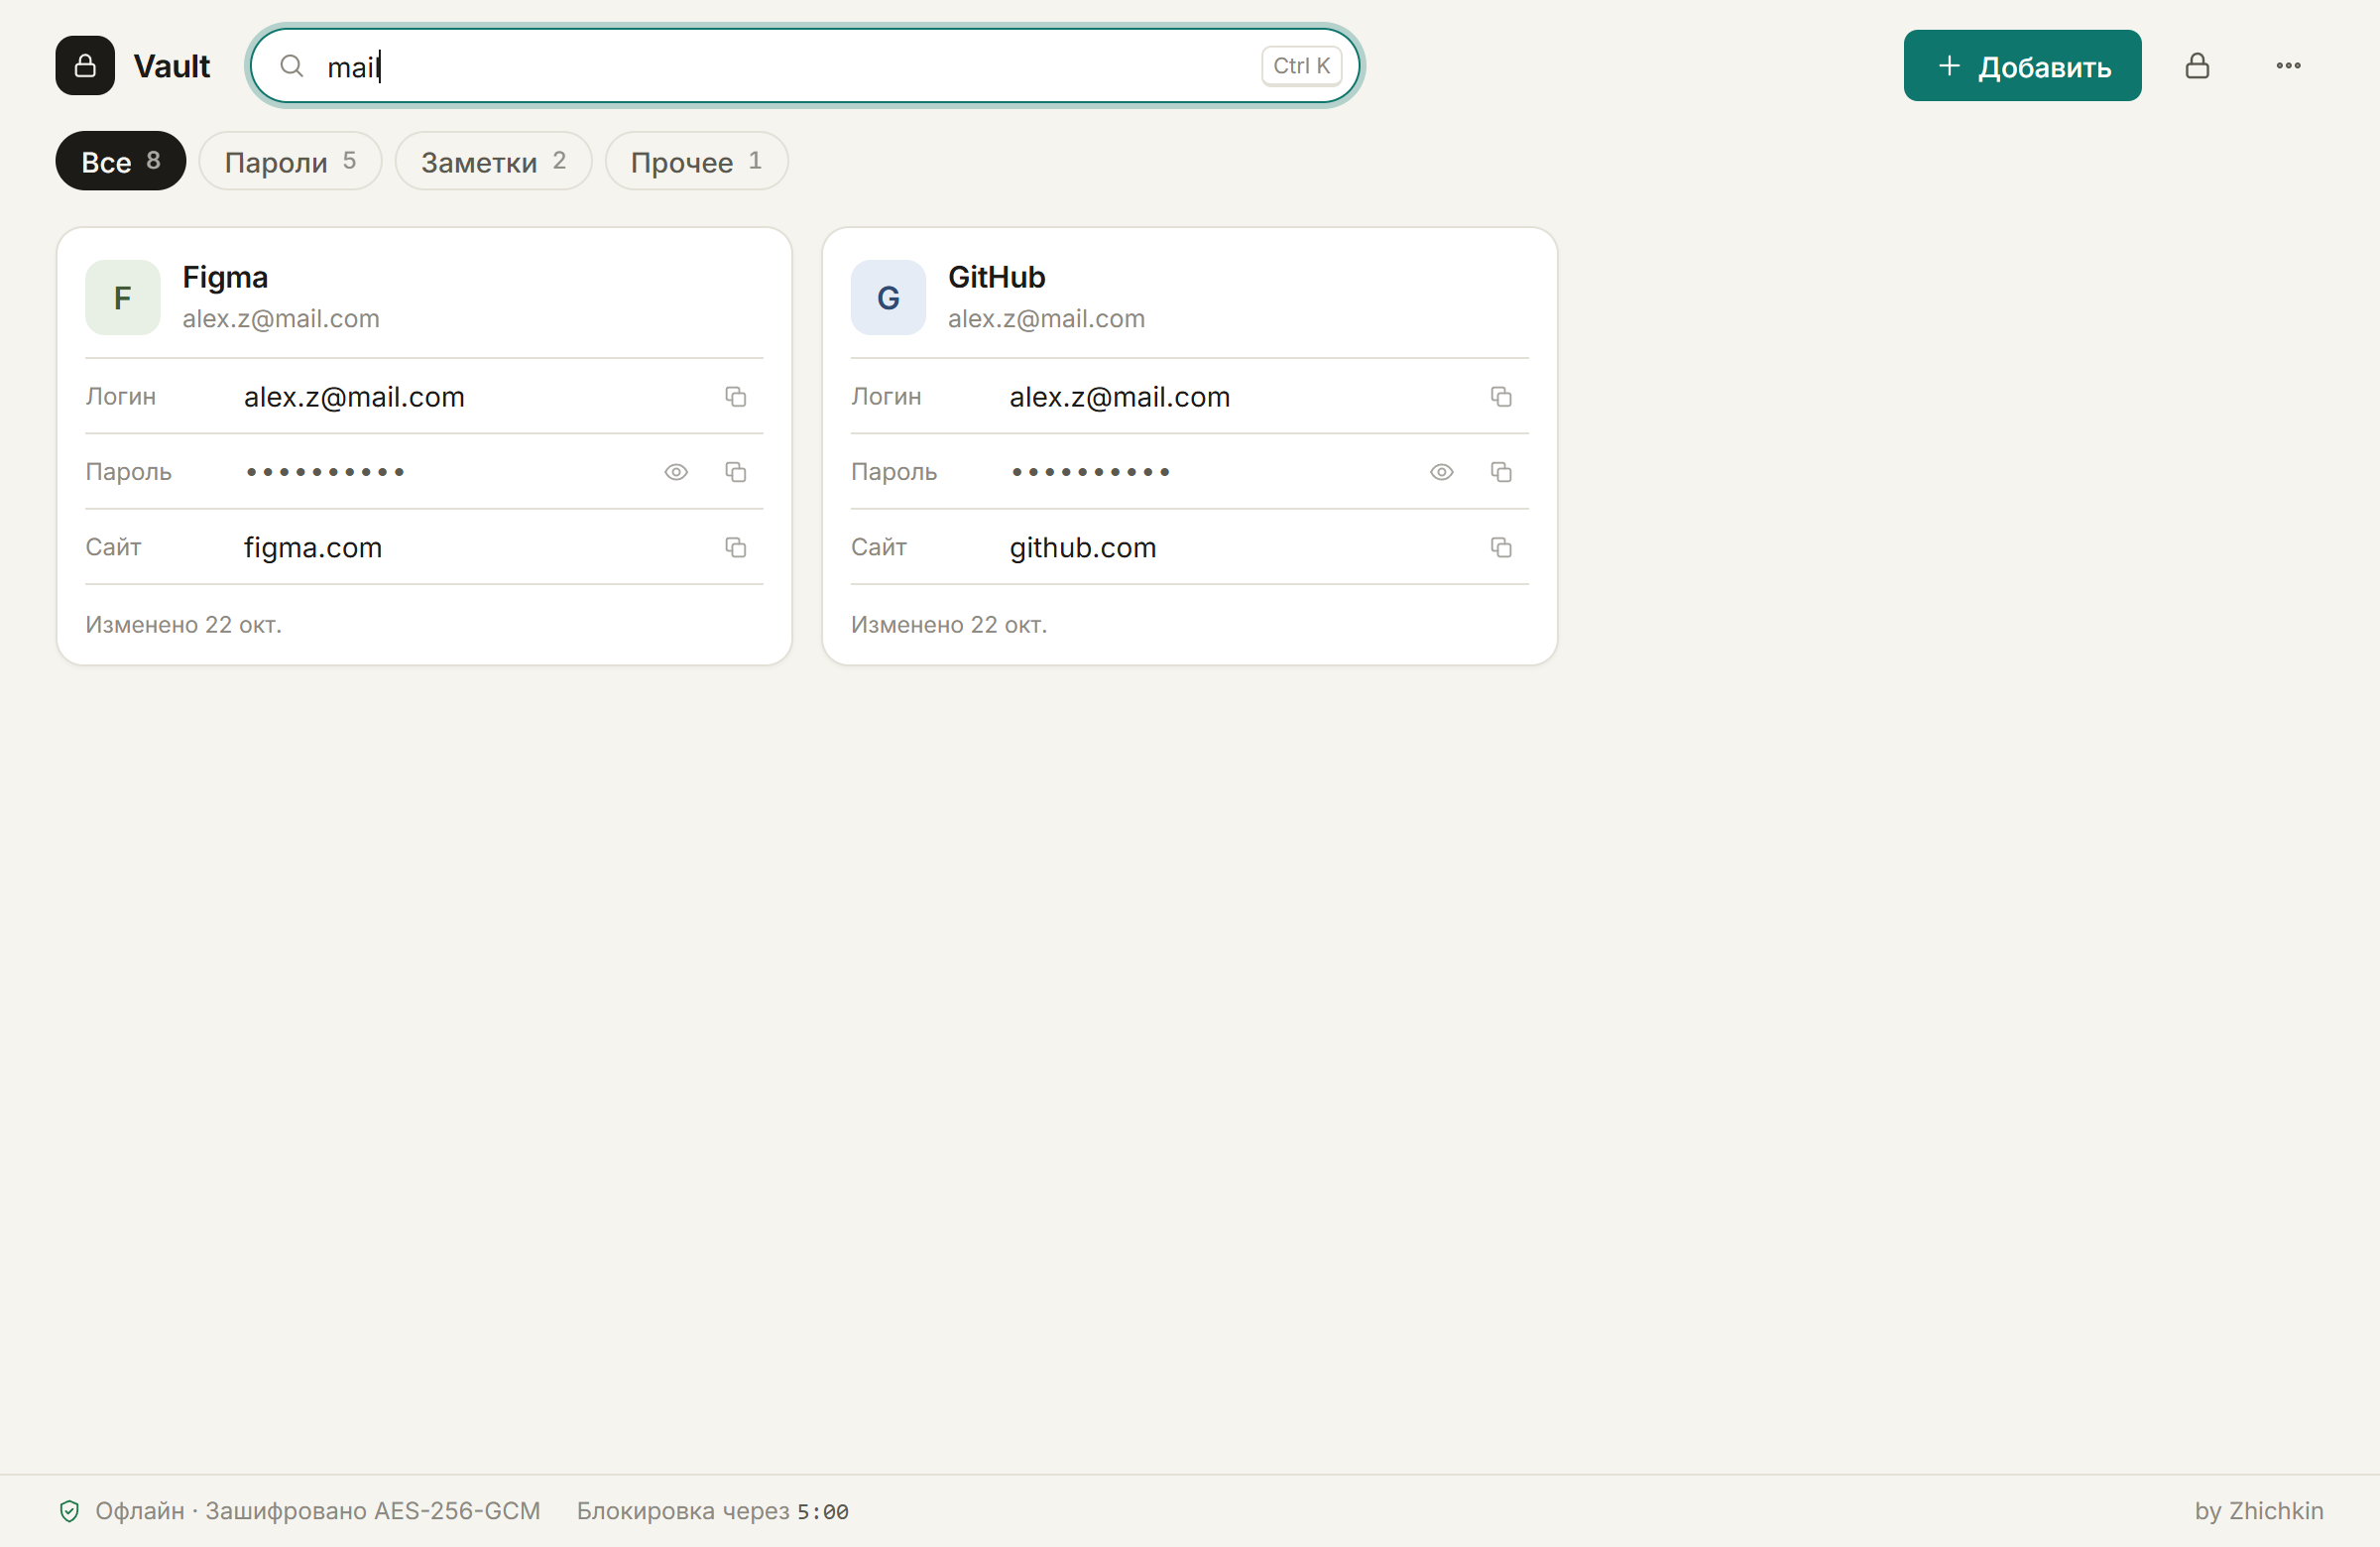 Vault
mail
Ctrl K
Добавить
Все 8
Пароли 5
Заметки 2
Прочее 1
F
Figma
alex.z@mail.com
Логин alex.z@mail.com
Пароль ••••••••••
Сайт figma.com
Изменено 22 окт.
G
GitHub
alex.z@mail.com
Логин alex.z@mail.com
Пароль ••••••••••
Сайт github.com
Изменено 22 окт.
Офлайн · Зашифровано AES-256-GCM
Блокировка через 5:00
by Zhichkin